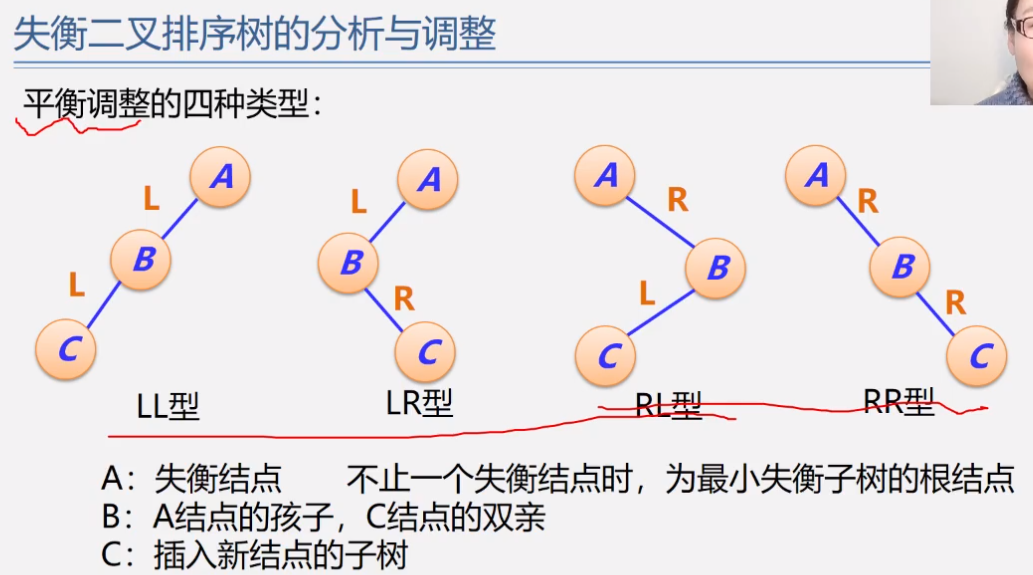 失衡二叉排序树的分析与调整
平衡调整的四种类型：
A A A A
L L R R
B B B B
L R L R
C C C C
LL型 LR型 RL型 RR型
A：失衡结点 不止一个失衡结点时，为最小失衡子树的根结点
B：A结点的孩子，C结点的双亲
C：插入新结点的子树